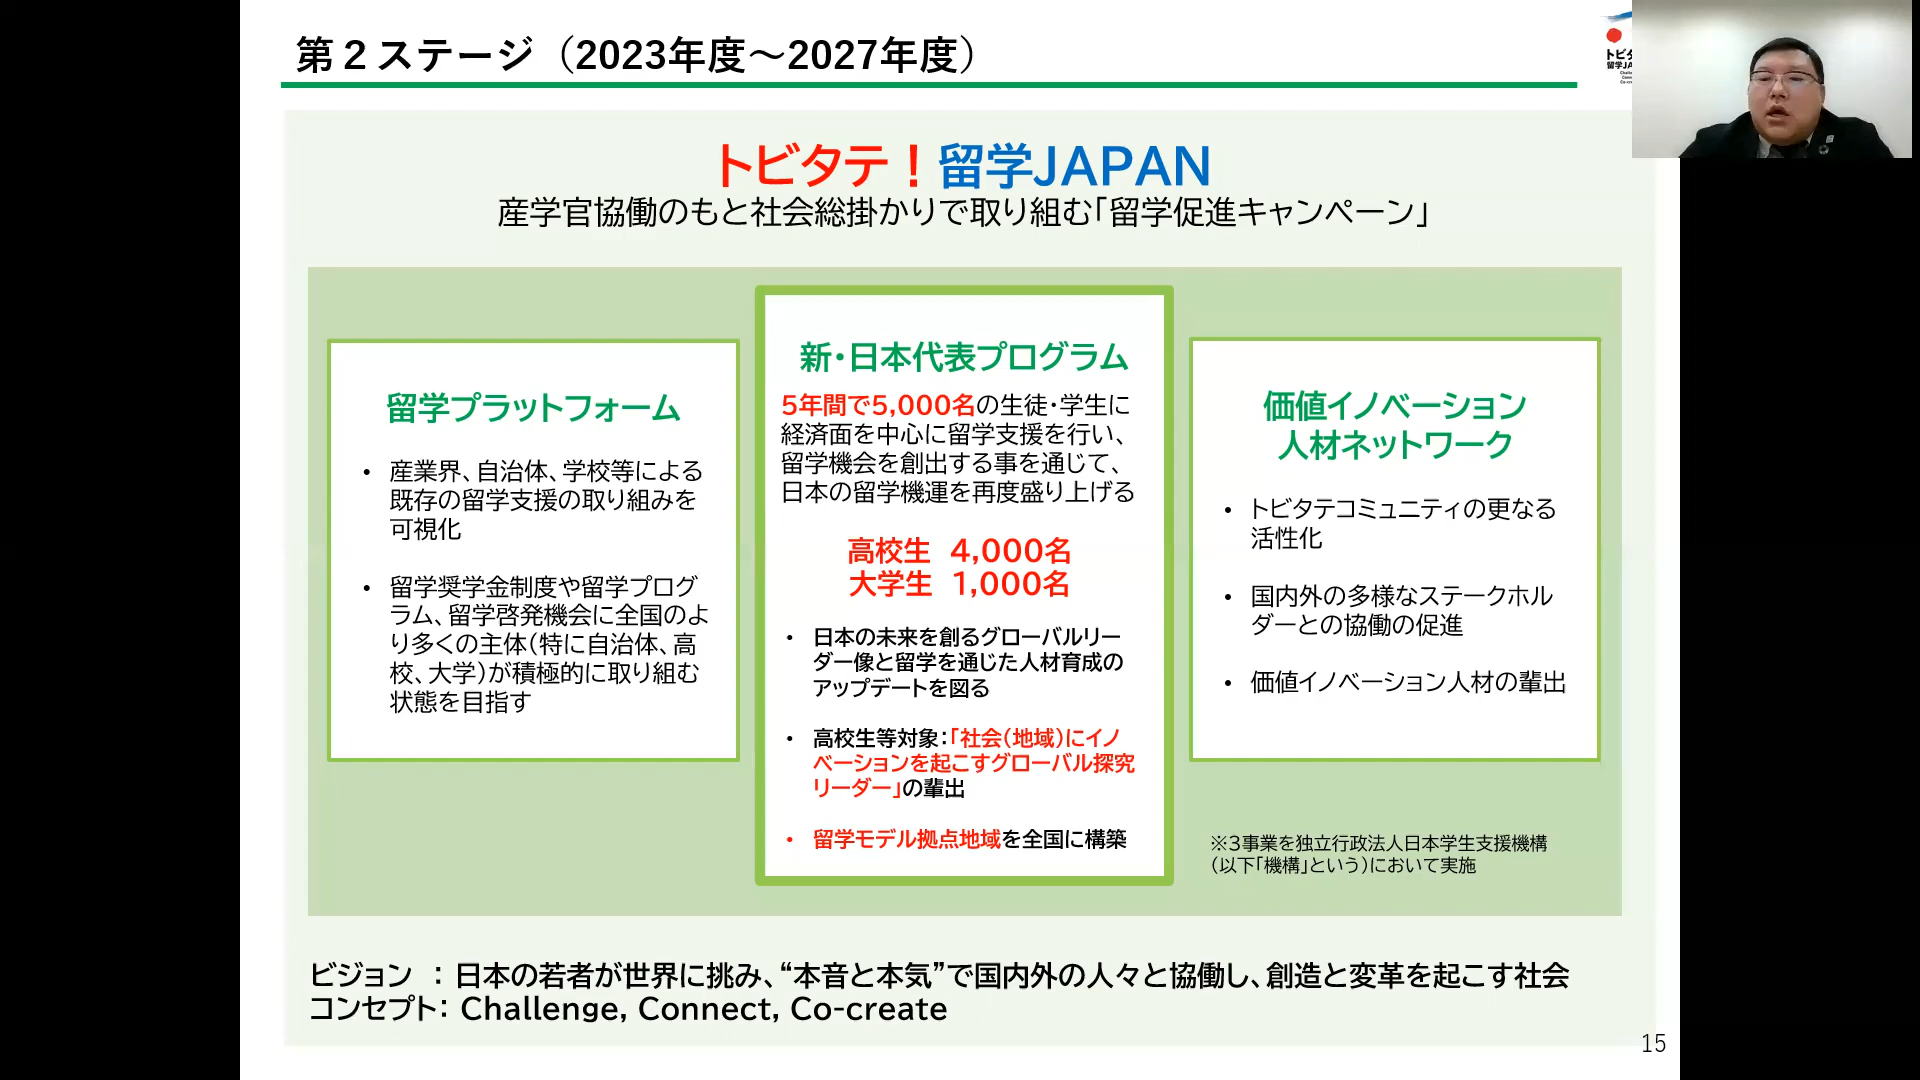 第２ステージ（2023年度～2027年度）
トビタテ！留学JAPAN
産学官協働のもと社会総掛かりで取り組む「留学促進キャンペーン」
留学プラットフォーム
• 産業界、自治体、学校等による
既存の留学支援の取り組みを
可視化
• 留学奨学金制度や留学プログ
ラム、留学啓発機会に全国のよ
り多くの主体（特に自治体、高
校、大学）が積極的に取り組む
状態を目指す
新・日本代表プログラム
5年間で5,000名の生徒・学生に
経済面を中心に留学支援を行い、
留学機会を創出する事を通じて、
日本の留学機運を再度盛り上げる
高校生　4,000名
大学生　1,000名
• 日本の未来を創るグローバルリー
ダー像と留学を通じた人材育成の
アップデートを図る
• 高校生等対象：「社会（地域）にイノ
ベーションを起こすグローバル探究
リーダー」の輩出
• 留学モデル拠点地域を全国に構築
価値イノベーション
人材ネットワーク
• トビタテコミュニティの更なる
活性化
• 国内外の多様なステークホル
ダーとの協働の促進
• 価値イノベーション人材の輩出
※3事業を独立行政法人日本学生支援機構
（以下「機構」という）において実施
ビジョン　：日本の若者が世界に挑み、“本音と本気”で国内外の人々と協働し、創造と変革を起こす社会
コンセプト： Challenge, Connect, Co-create
15